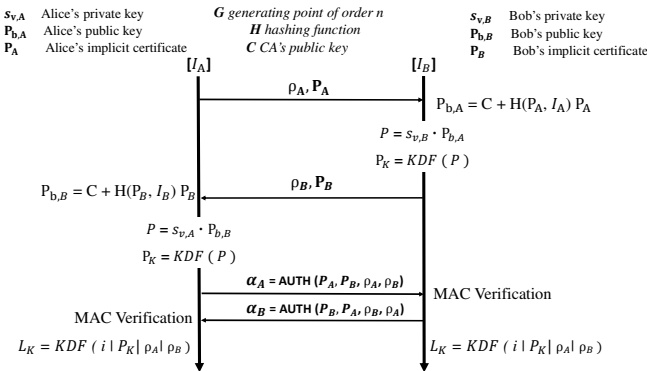 s_v,A Alice's private key
P_b,A Alice's public key
P_A Alice's implicit certificate
G generating point of order n
H hashing function
C CA's public key
s_v,B Bob's private key
P_b,B Bob's public key
P_B Bob's implicit certificate
[I_A]
[I_B]
ρ_A, P_A
P_b,A = C + H(P_A, I_A) P_A
P = s_v,B · P_b,A
P_K = KDF ( P )
ρ_B, P_B
P_b,B = C + H(P_B, I_B) P_B
P = s_v,A · P_b,B
P_K = KDF ( P )
α_A = AUTH (P_A, P_B, ρ_A, ρ_B)
MAC Verification
α_B = AUTH (P_B, P_A, ρ_B, ρ_A)
MAC Verification
L_K = KDF ( i | P_K | ρ_A | ρ_B )
L_K = KDF ( i | P_K | ρ_A | ρ_B )